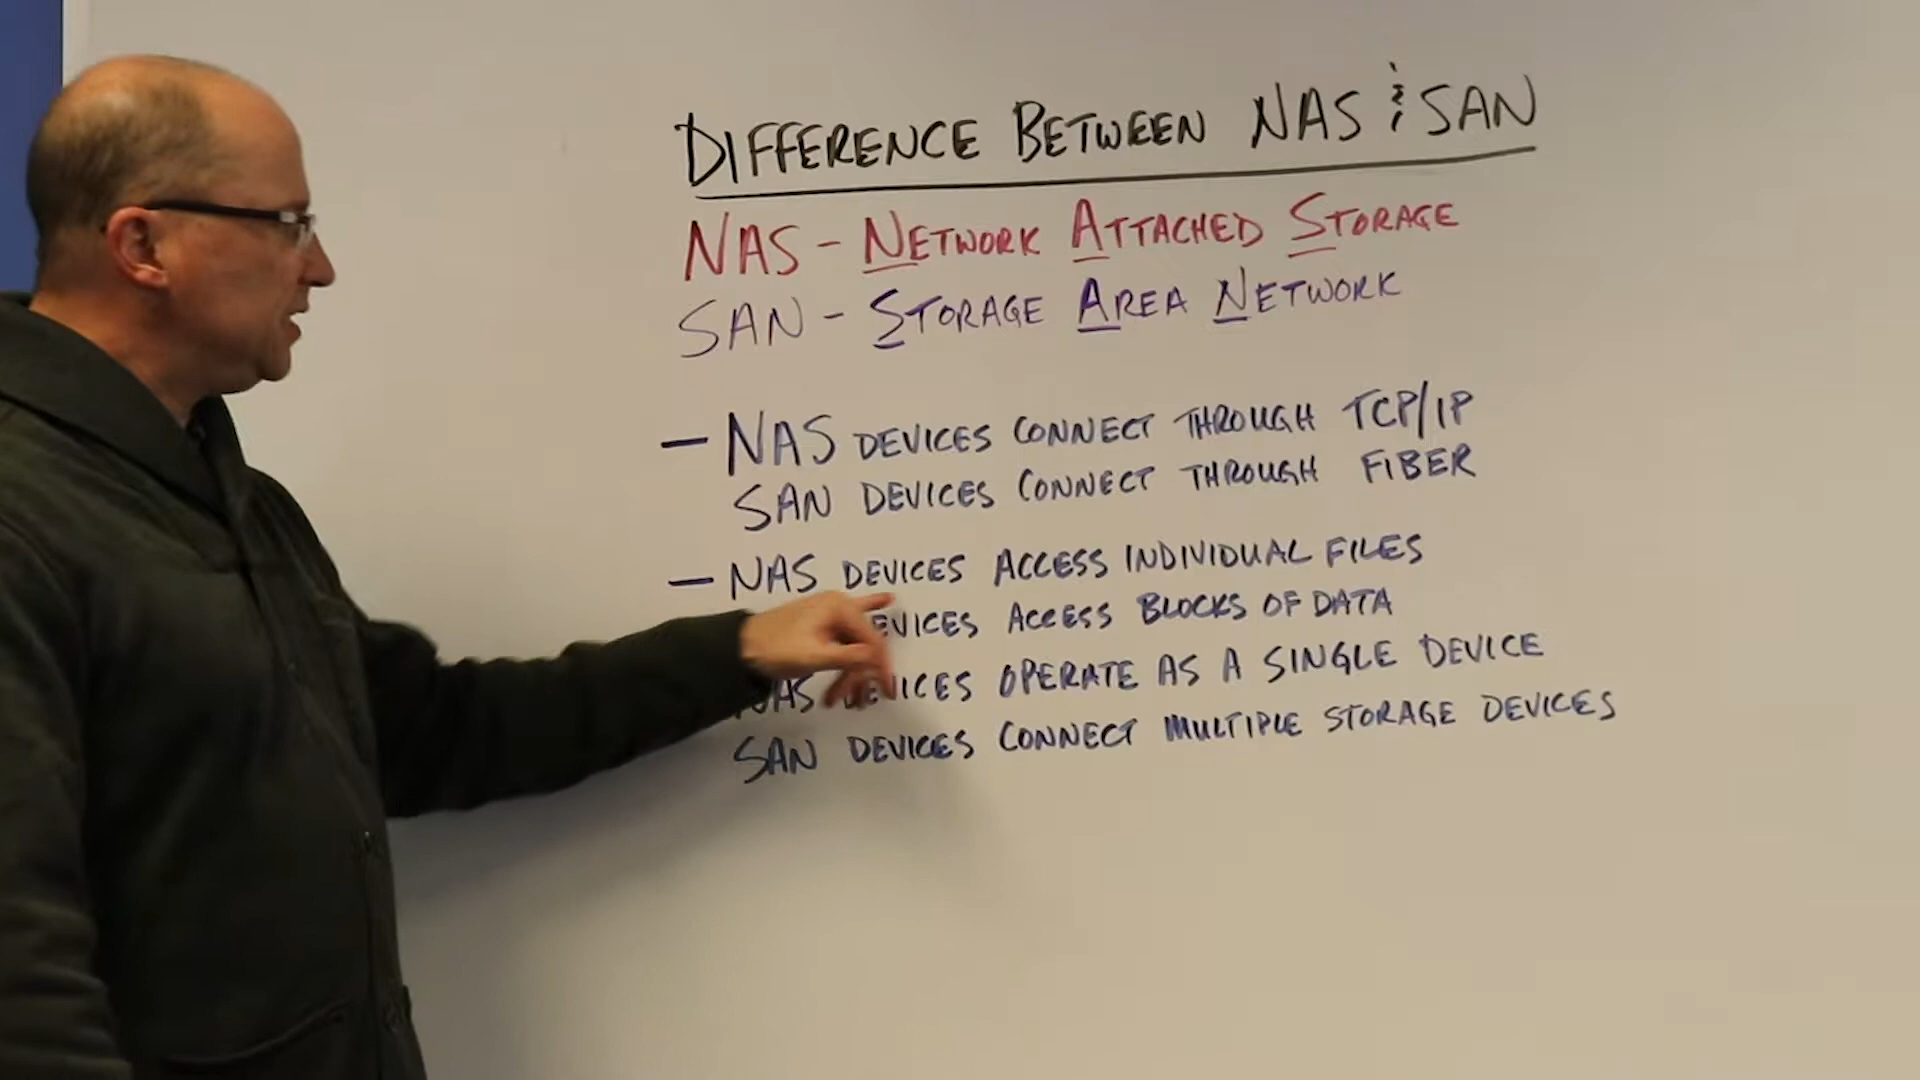 DIFFERENCE BETWEEN NAS & SAN
NAS - NETWORK ATTACHED STORAGE
SAN - STORAGE AREA NETWORK
- NAS DEVICES CONNECT THROUGH TCP/IP
SAN DEVICES CONNECT THROUGH FIBER
- NAS DEVICES ACCESS INDIVIDUAL FILES
EVICES ACCESS BLOCKS OF DATA
NAS DEVICES OPERATE AS A SINGLE DEVICE
SAN DEVICES CONNECT MULTIPLE STORAGE DEVICES